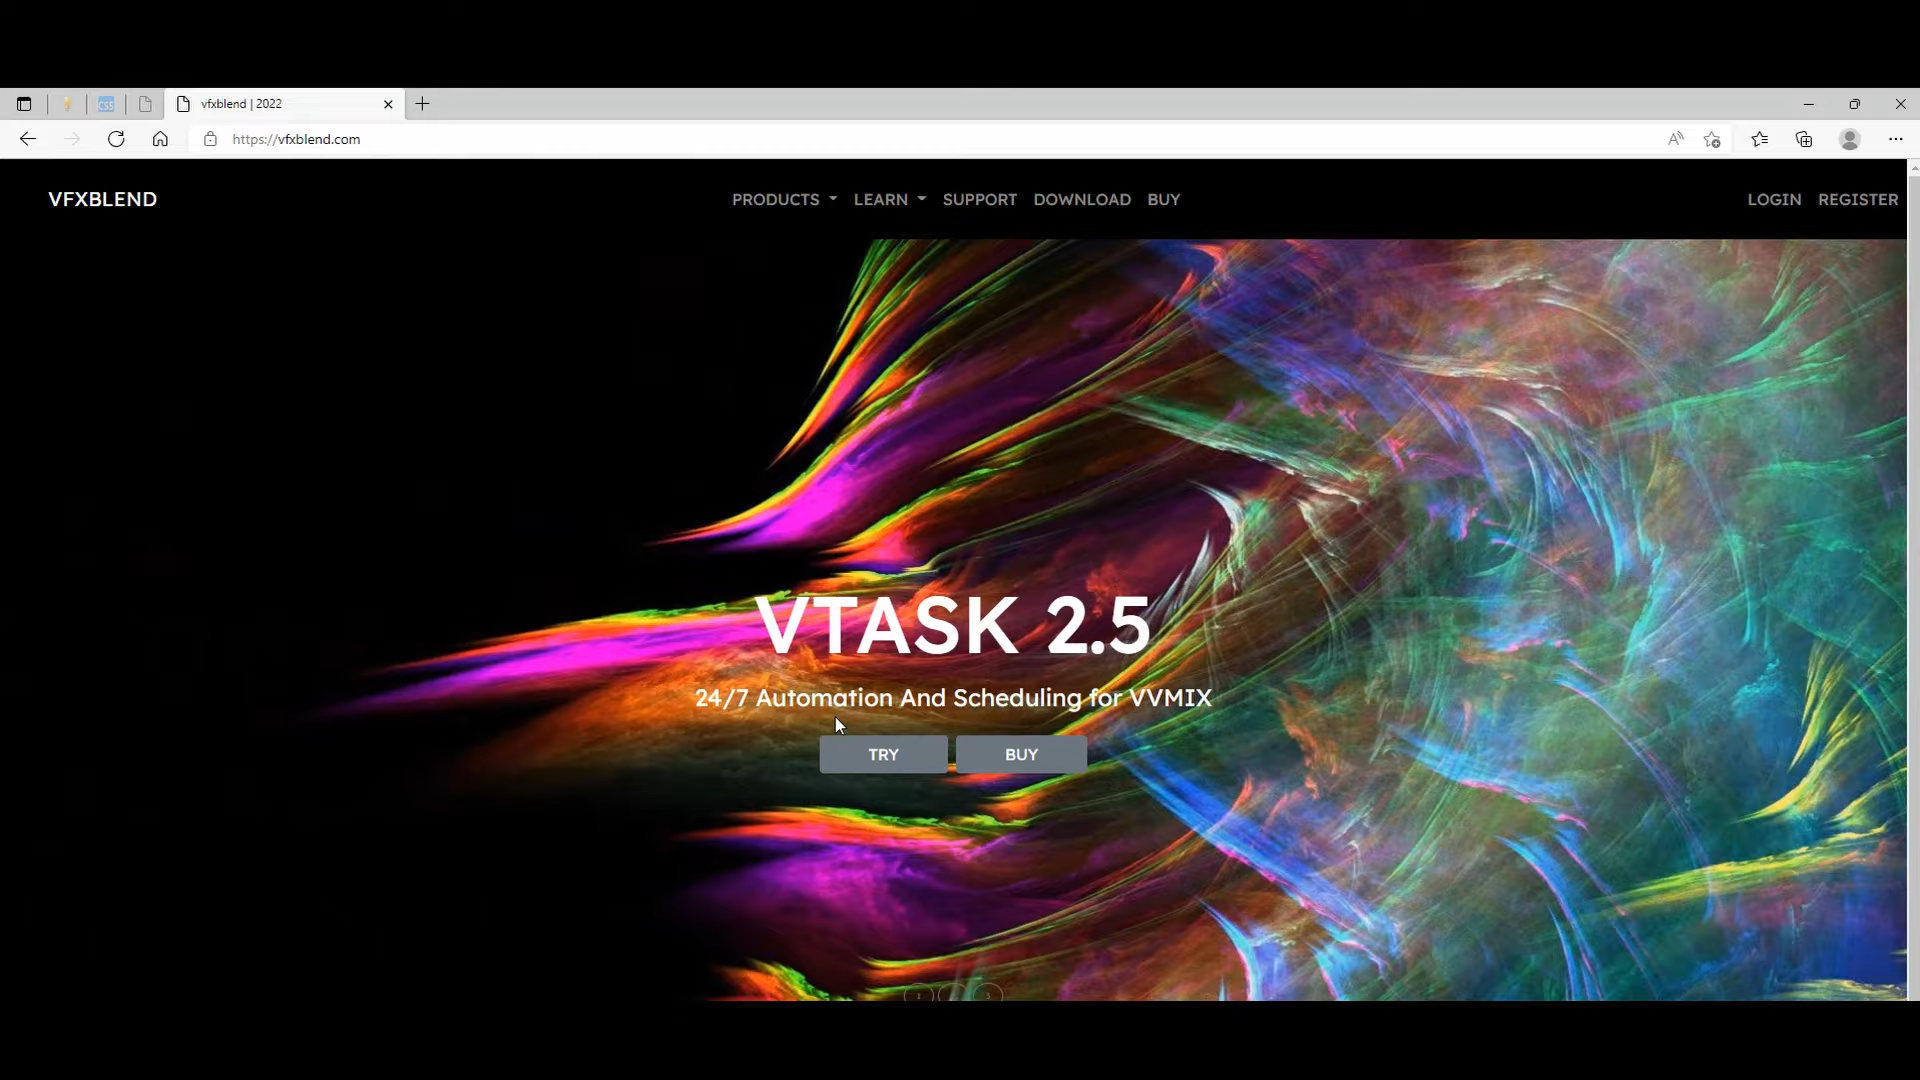 vfxblend | 2022
https://vfxblend.com
VFXBLEND
PRODUCTS LEARN SUPPORT DOWNLOAD BUY
LOGIN REGISTER
VTASK 2.5
24/7 Automation And Scheduling for VVMIX
TRY BUY